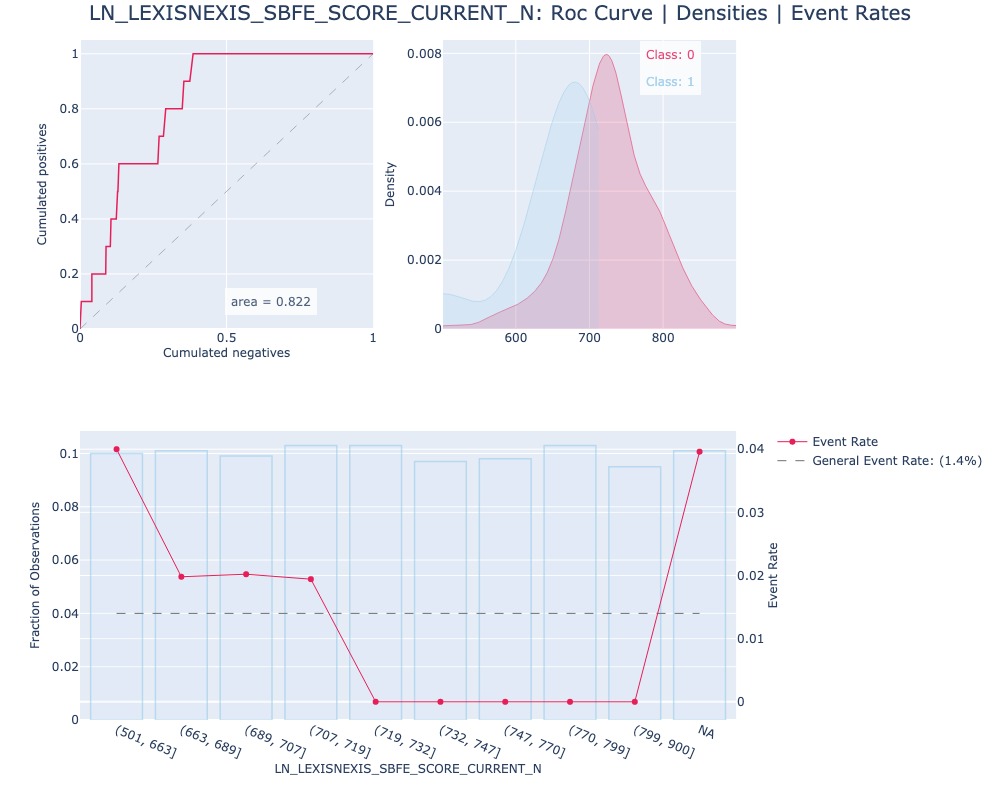 LN_LEXISNEXIS_SBFE_SCORE_CURRENT_N: Roc Curve | Densities | Event Rates
1
0.8
0.6
0.4
0.2
0
0
0.5
1
Cumulated positives
Cumulated negatives
area = 0.822
0.008
0.006
0.004
0.002
0
600
700
800
Density
Class: 0
Class: 1
0.1
0.08
0.06
0.04
0.02
0
Fraction of Observations
0.04
0.03
0.02
0.01
0
Event Rate
Event Rate
General Event Rate: (1.4%)
(501, 663]
(663, 689]
(689, 707]
(707, 719]
(719, 732]
(732, 747]
(747, 770]
(770, 799]
(799, 900]
NA
LN_LEXISNEXIS_SBFE_SCORE_CURRENT_N